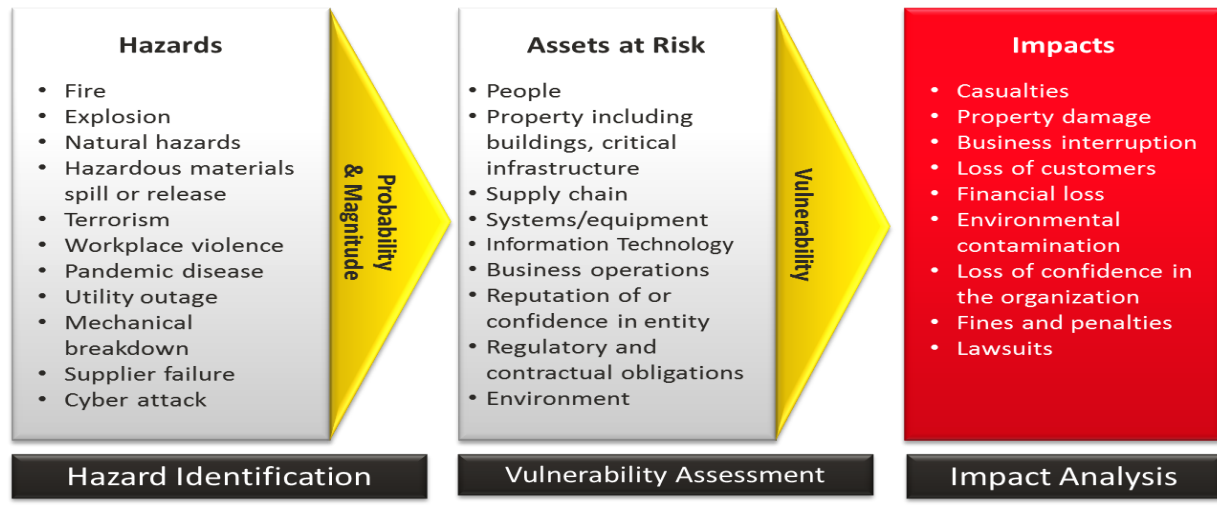 Hazards
• Fire
• Explosion
• Natural hazards
• Hazardous materials
spill or release
• Terrorism
• Workplace violence
• Pandemic disease
• Utility outage
• Mechanical
breakdown
• Supplier failure
• Cyber attack
Probability
& Magnitude
Hazard Identification
Assets at Risk
• People
• Property including
buildings, critical
infrastructure
• Supply chain
• Systems/equipment
• Information Technology
• Business operations
• Reputation of or
confidence in entity
• Regulatory and
contractual obligations
• Environment
Vulnerability
Vulnerability Assessment
Impacts
• Casualties
• Property damage
• Business interruption
• Loss of customers
• Financial loss
• Environmental
contamination
• Loss of confidence in
the organization
• Fines and penalties
• Lawsuits
Impact Analysis